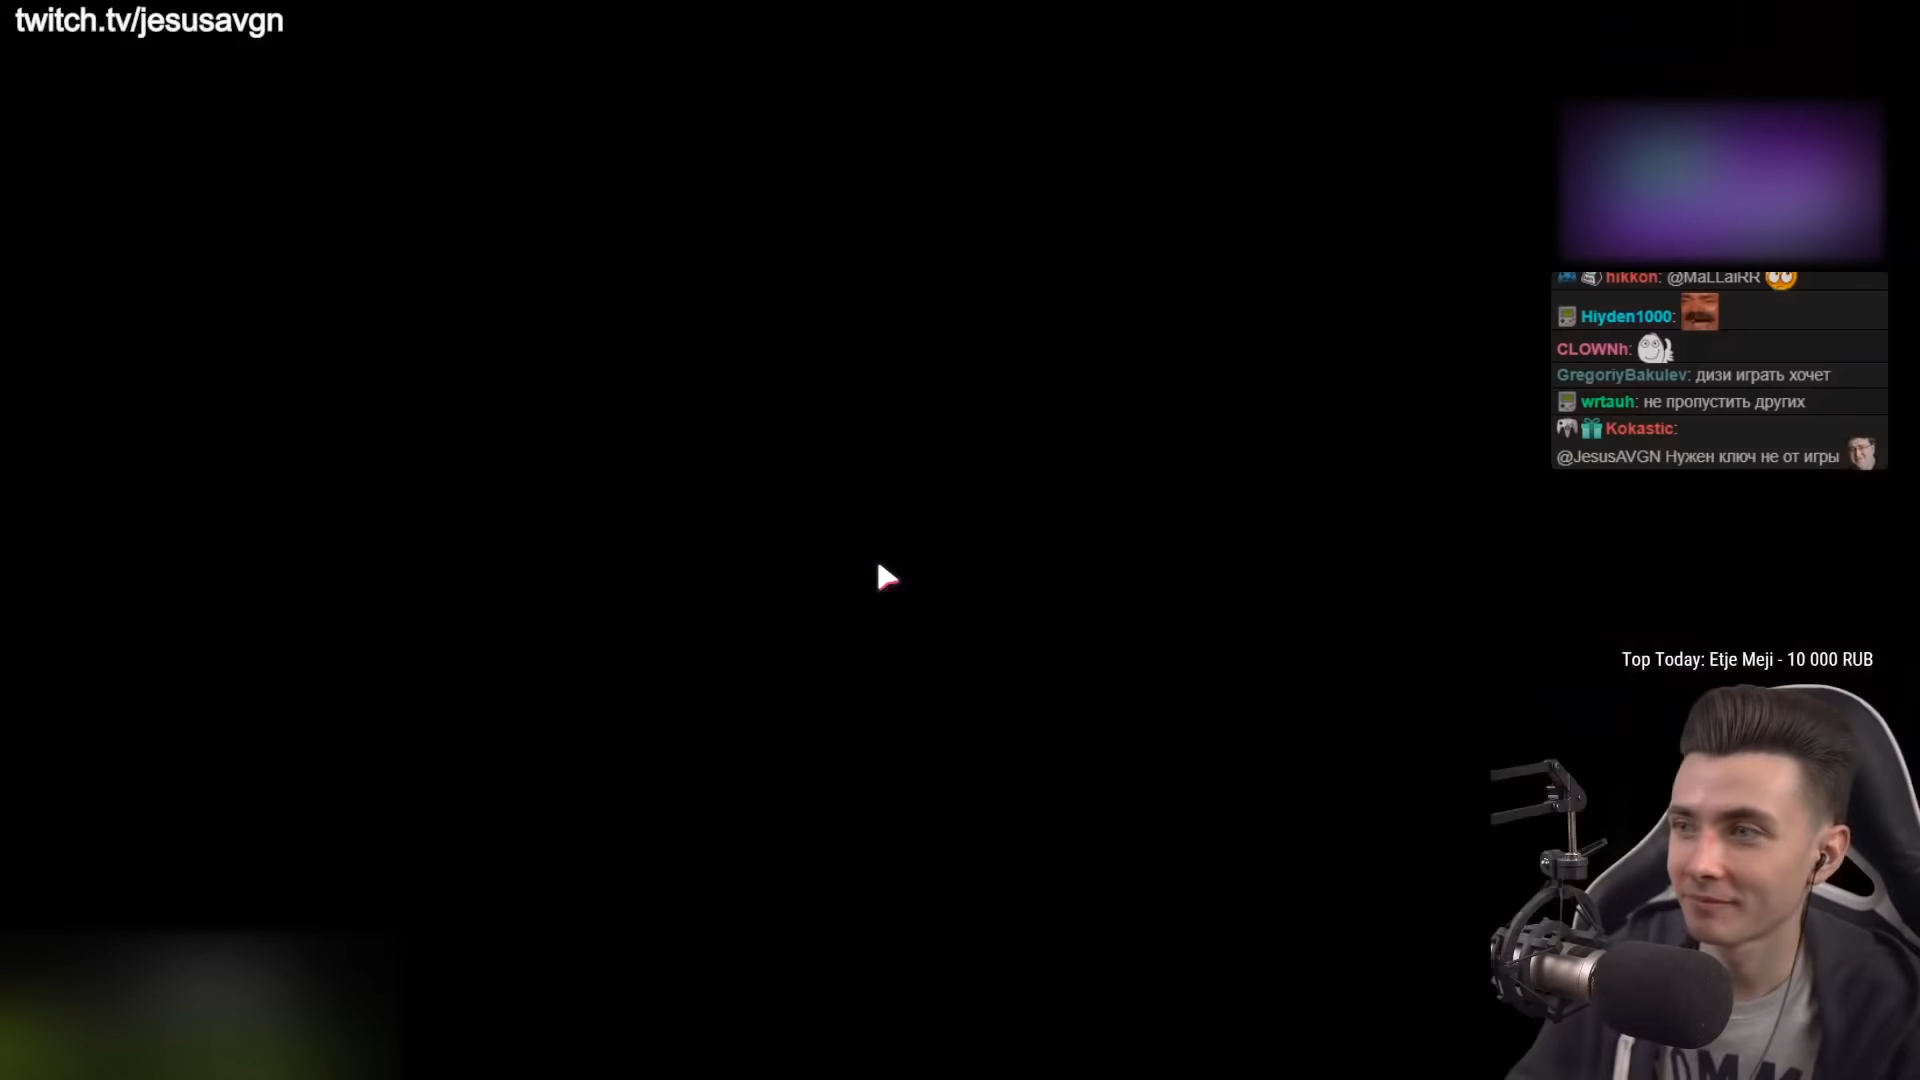 twitch.tv/jesusavgn
hikkon: @MaLLaiRR
Hiyden1000:
CLOWNh:
GregoriyBakulev: дизи играть хочет
wrtauh: не пропустить других
Kokastic:
@JesusAVGN Нужен ключ не от игры
Top Today: Etje Meji - 10 000 RUB